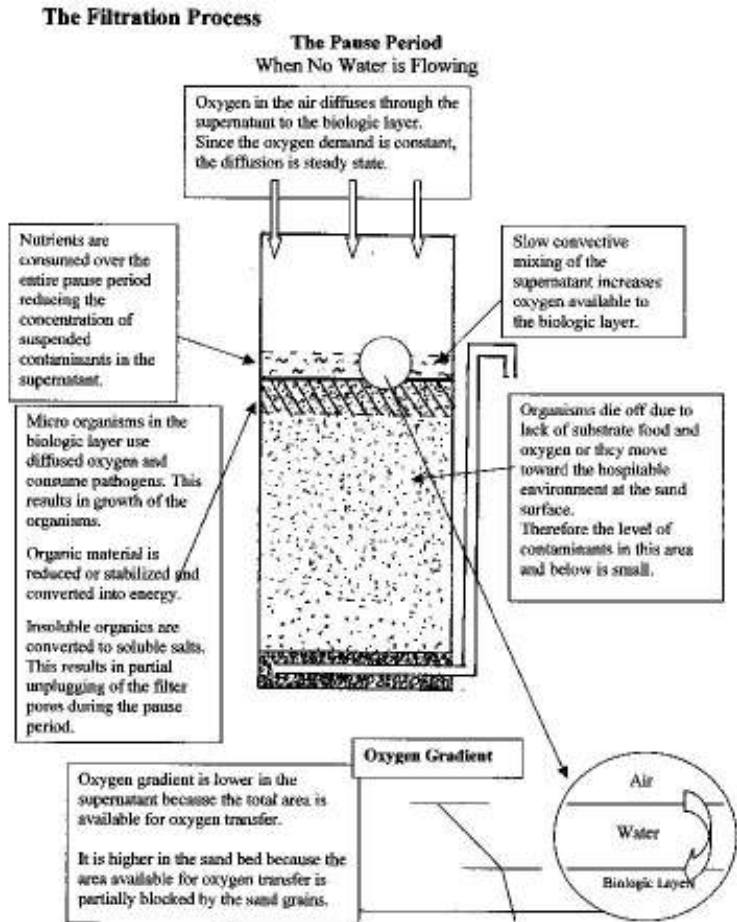 The Filtration Process
The Pause Period
When No Water is Flowing
Oxygen in the air diffuses through the
supernatant to the biologic layer.
Since the oxygen demand is constant,
the diffusion is steady state.
Nutrients are
consumed over the
entire pause period
reducing the
concentration of
suspended
contaminants in the
supernatant.
Slow convective
mixing of the
supernatant increases
oxygen available to
the biologic layer.
Micro organisms in the
biologic layer use
diffused oxygen and
consume pathogens. This
results in growth of the
organisms.
Organic material is
reduced or stabilized and
converted into energy.
Insoluble organics are
converted to soluble salts.
This results in partial
unplugging of the filter
pores during the pause
period.
Organisms die off due to
lack of substrate food and
oxygen or they move
toward the hospitable
environment at the sand
surface.
Therefore the level of
contaminants in this area
and below is small.
Oxygen gradient is lower in the
supernatant because the total area is
available for oxygen transfer.
It is higher in the sand bed because the
area available for oxygen transfer is
partially blocked by the sand grains.
Oxygen Gradient
Air
Water
Biologic Layer